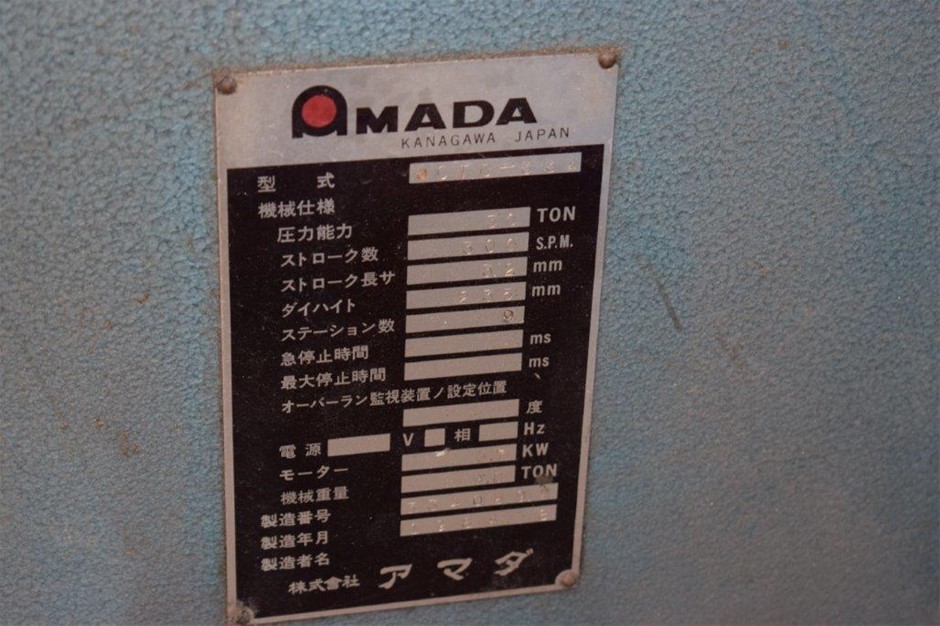 AMADA
KANAGAWA JAPAN
型式
機械仕様
圧力能力 TON
ストローク数 300 S.P.M.
ストローク長サ mm
ダイハイト mm
ステーション数 9
急停止時間 ms
最大停止時間 ms
オーバーラン監視装置ノ設定位置
度
電源 V 相 Hz
モーター KW
機械重量 TON
製造番号
製造年月
製造者名
株式會社 アマダ